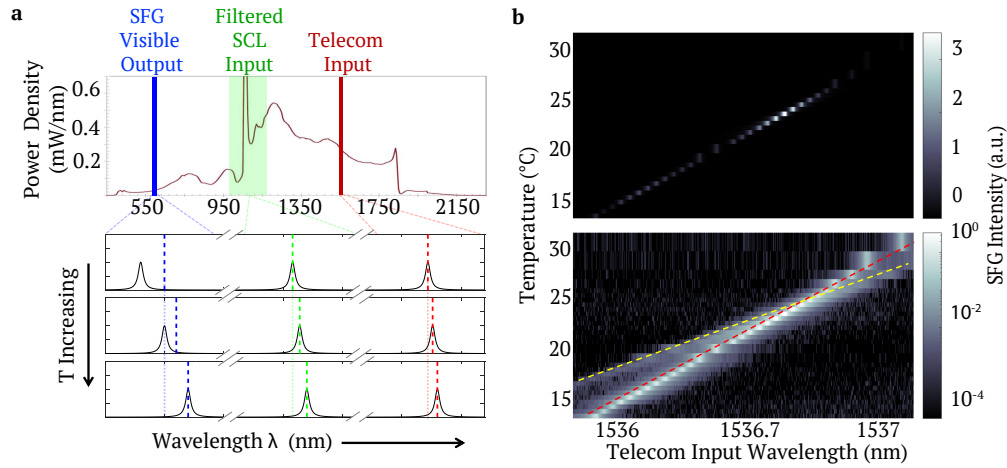 a
SFG
Visible
Output
Filtered
SCL
Input
Telecom
Input
Power Density
(mW/nm)
0.6
0.4
0.2
550 950 1350 1750 2150
T Increasing
Wavelength λ (nm)
b
Temperature (°C)
30
25
20
15
30
25
20
15
1536 1536.7 1537
Telecom Input Wavelength (nm)
3
2
1
0
10⁰
10⁻²
10⁻⁴
SFG Intensity (a.u.)